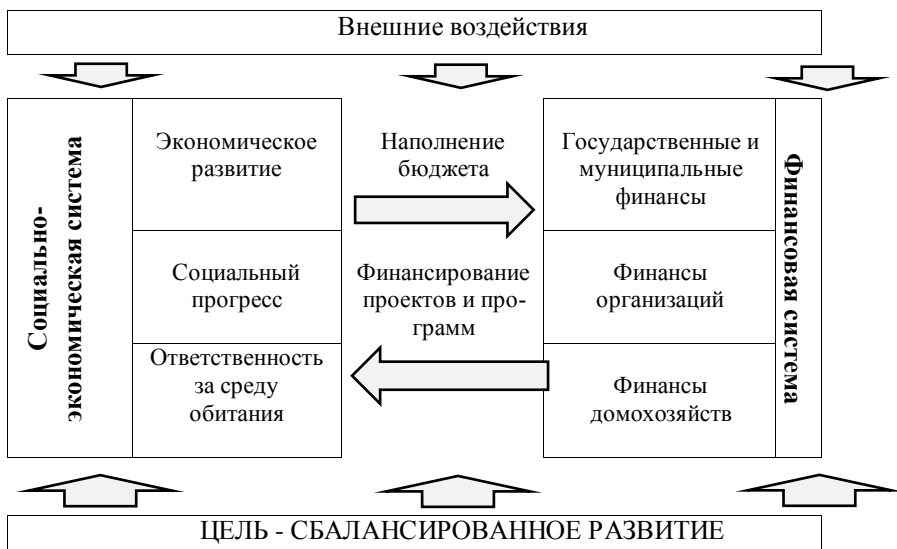 Внешние воздействия
Социально-
экономическая система
Экономическое
развитие
Социальный
прогресс
Ответственность
за среду
обитания
Наполнение
бюджета
Финансирование
проектов и про-
грамм
Государственные и
муниципальные
финансы
Финансы
организаций
Финансы
домохозяйств
Финансовая система
ЦЕЛЬ - СБАЛАНСИРОВАННОЕ РАЗВИТИЕ